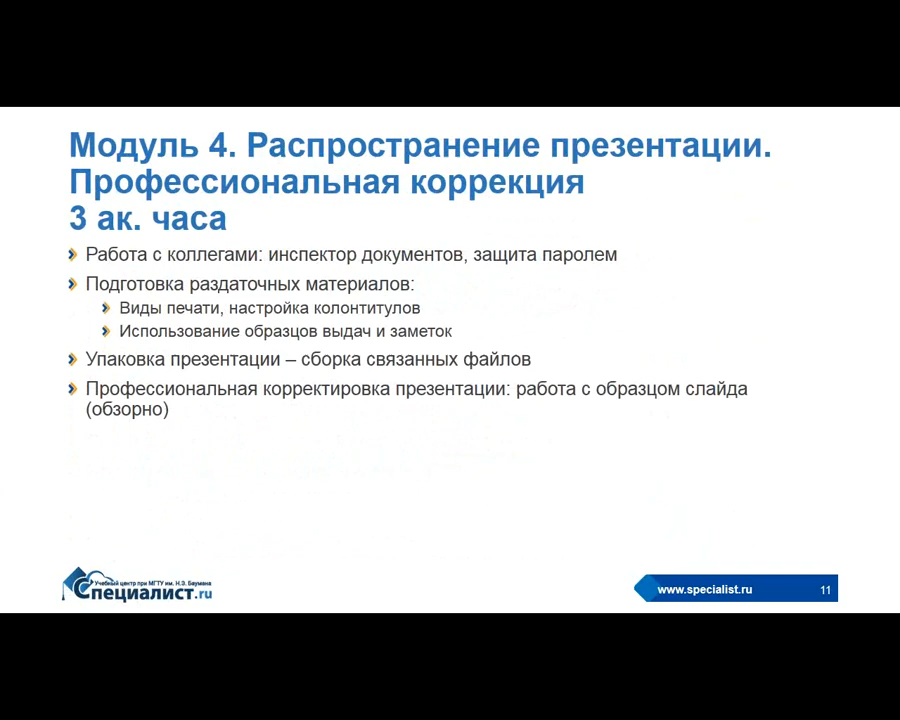 Модуль 4. Распространение презентации.
Профессиональная коррекция
3 ак. часа
Работа с коллегами: инспектор документов, защита паролем
Подготовка раздаточных материалов:
Виды печати, настройка колонтитулов
Использование образцов выдач и заметок
Упаковка презентации – сборка связанных файлов
Профессиональная корректировка презентации: работа с образцом слайда
(обзорно)
Учебный центр при МГТУ им. Н.Э. Баумана
Специалист.ru
www.specialist.ru
11